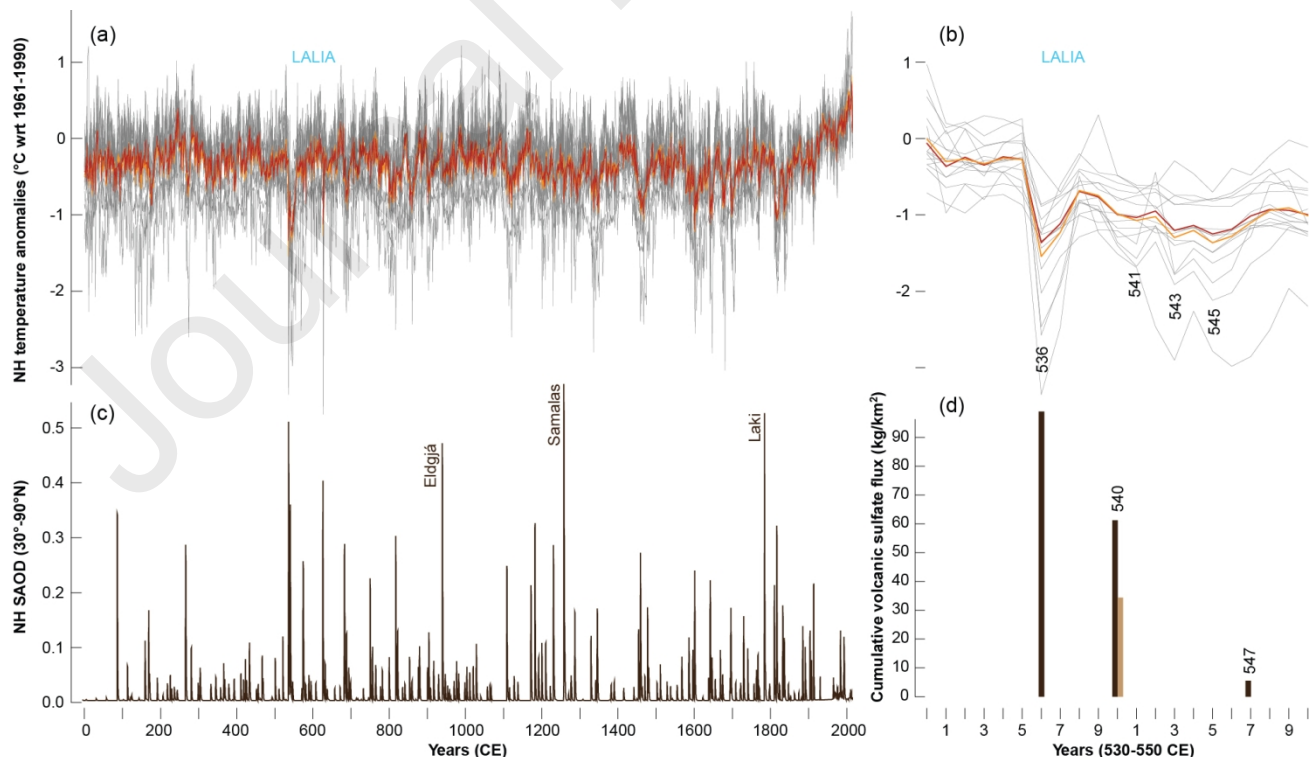 (a)
LALIA
NH temperature anomalies (°C wrt 1961-1990)
1
0
-1
-2
-3
(b)
LALIA
1
0
-1
-2
536
541
543
545
(c)
NH SAOD (30°-90°N)
0.5
0.4
0.3
0.2
0.1
0.0
Eldgjá
Samalas
Laki
0 200 400 600 800 1000 1200 1400 1600 1800 2000
Years (CE)
(d)
Cumulative volcanic sulfate flux (kg/km²)
90
80
70
60
50
40
30
20
10
0
540
547
1 3 5 7 9 1 3 5 7 9
Years (530-550 CE)
Journal